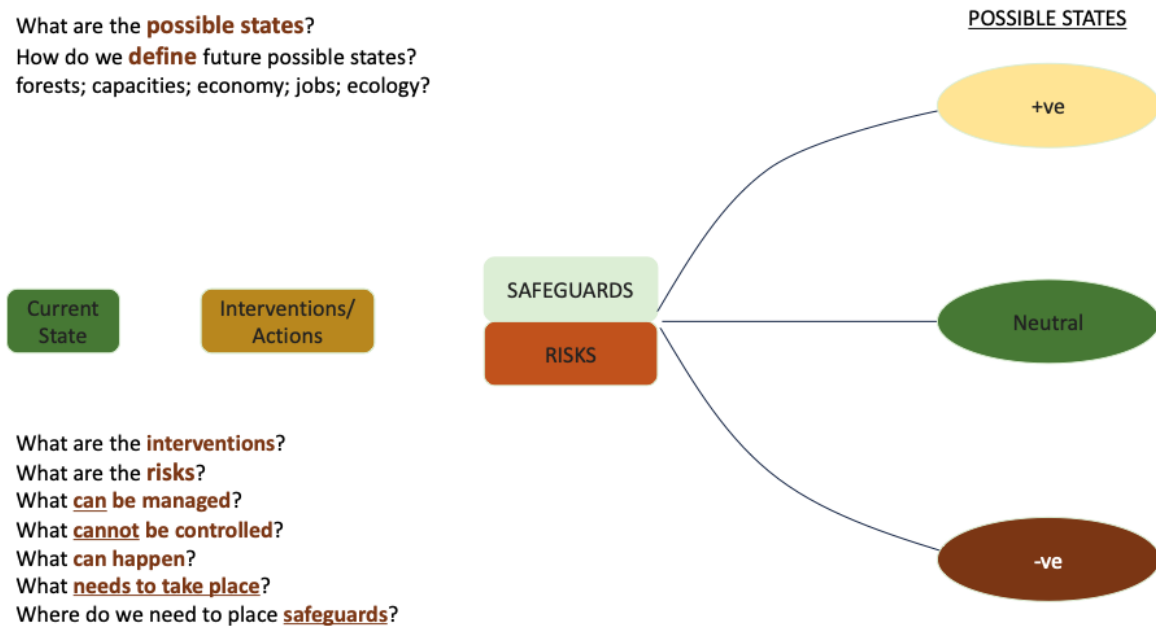 What are the possible states?
How do we define future possible states?
forests; capacities; economy; jobs; ecology?
POSSIBLE STATES
+ve
Current
State
Interventions/
Actions
SAFEGUARDS
RISKS
Neutral
-ve
What are the interventions?
What are the risks?
What can be managed?
What cannot be controlled?
What can happen?
What needs to take place?
Where do we need to place safeguards?